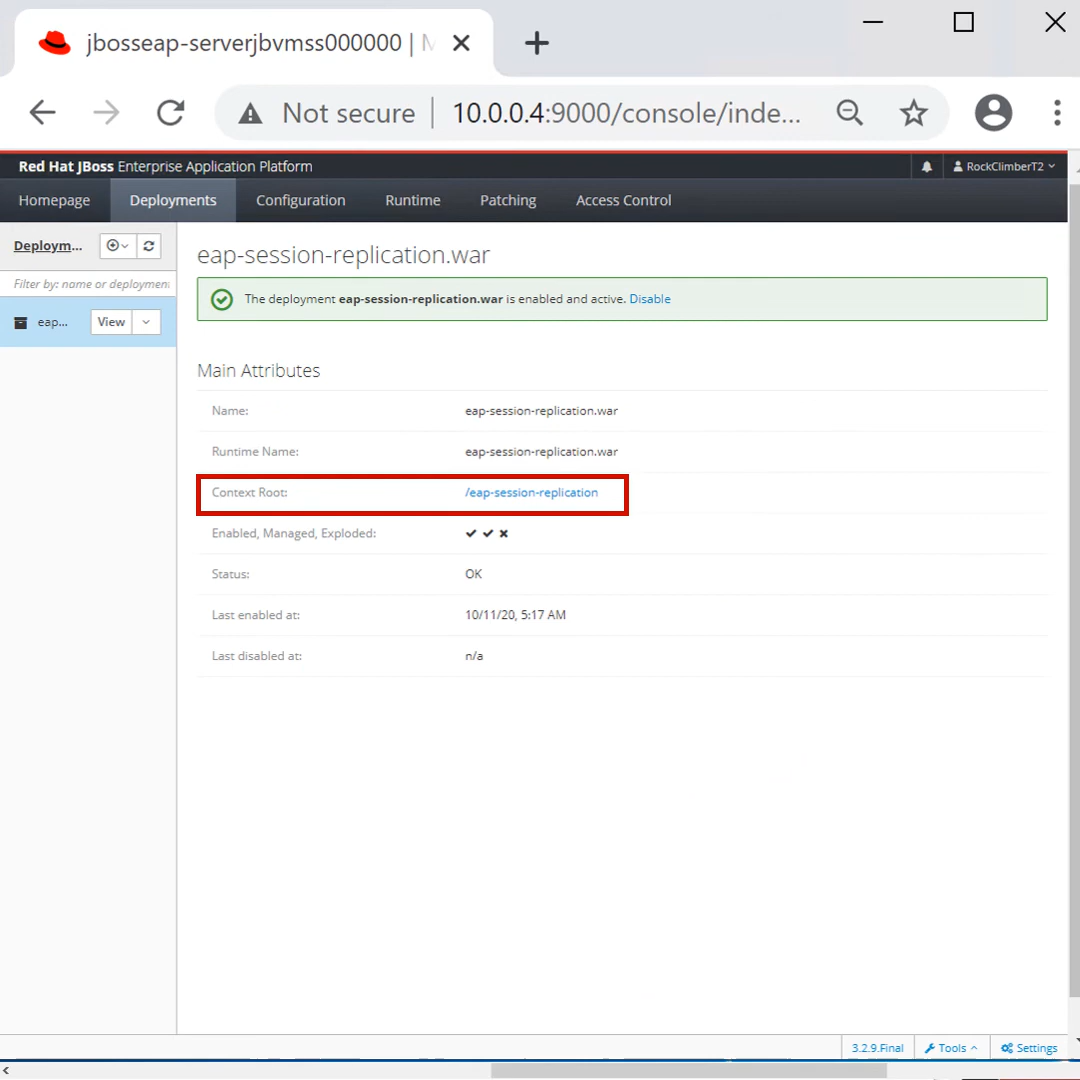 jbosseap-serverjbvmss000000 |
Not secure | 10.0.0.4:9000/console/inde...
Red Hat JBoss Enterprise Application Platform
RockClimberT2
Homepage Deployments Configuration Runtime Patching Access Control
Deploym...
Filter by: name or deployment
eap... View
eap-session-replication.war
The deployment eap-session-replication.war is enabled and active. Disable
Main Attributes
Name: eap-session-replication.war
Runtime Name: eap-session-replication.war
Context Root: /eap-session-replication
Enabled, Managed, Exploded:
Status: OK
Last enabled at: 10/11/20, 5:17 AM
Last disabled at: n/a
3.2.9.Final Tools Settings